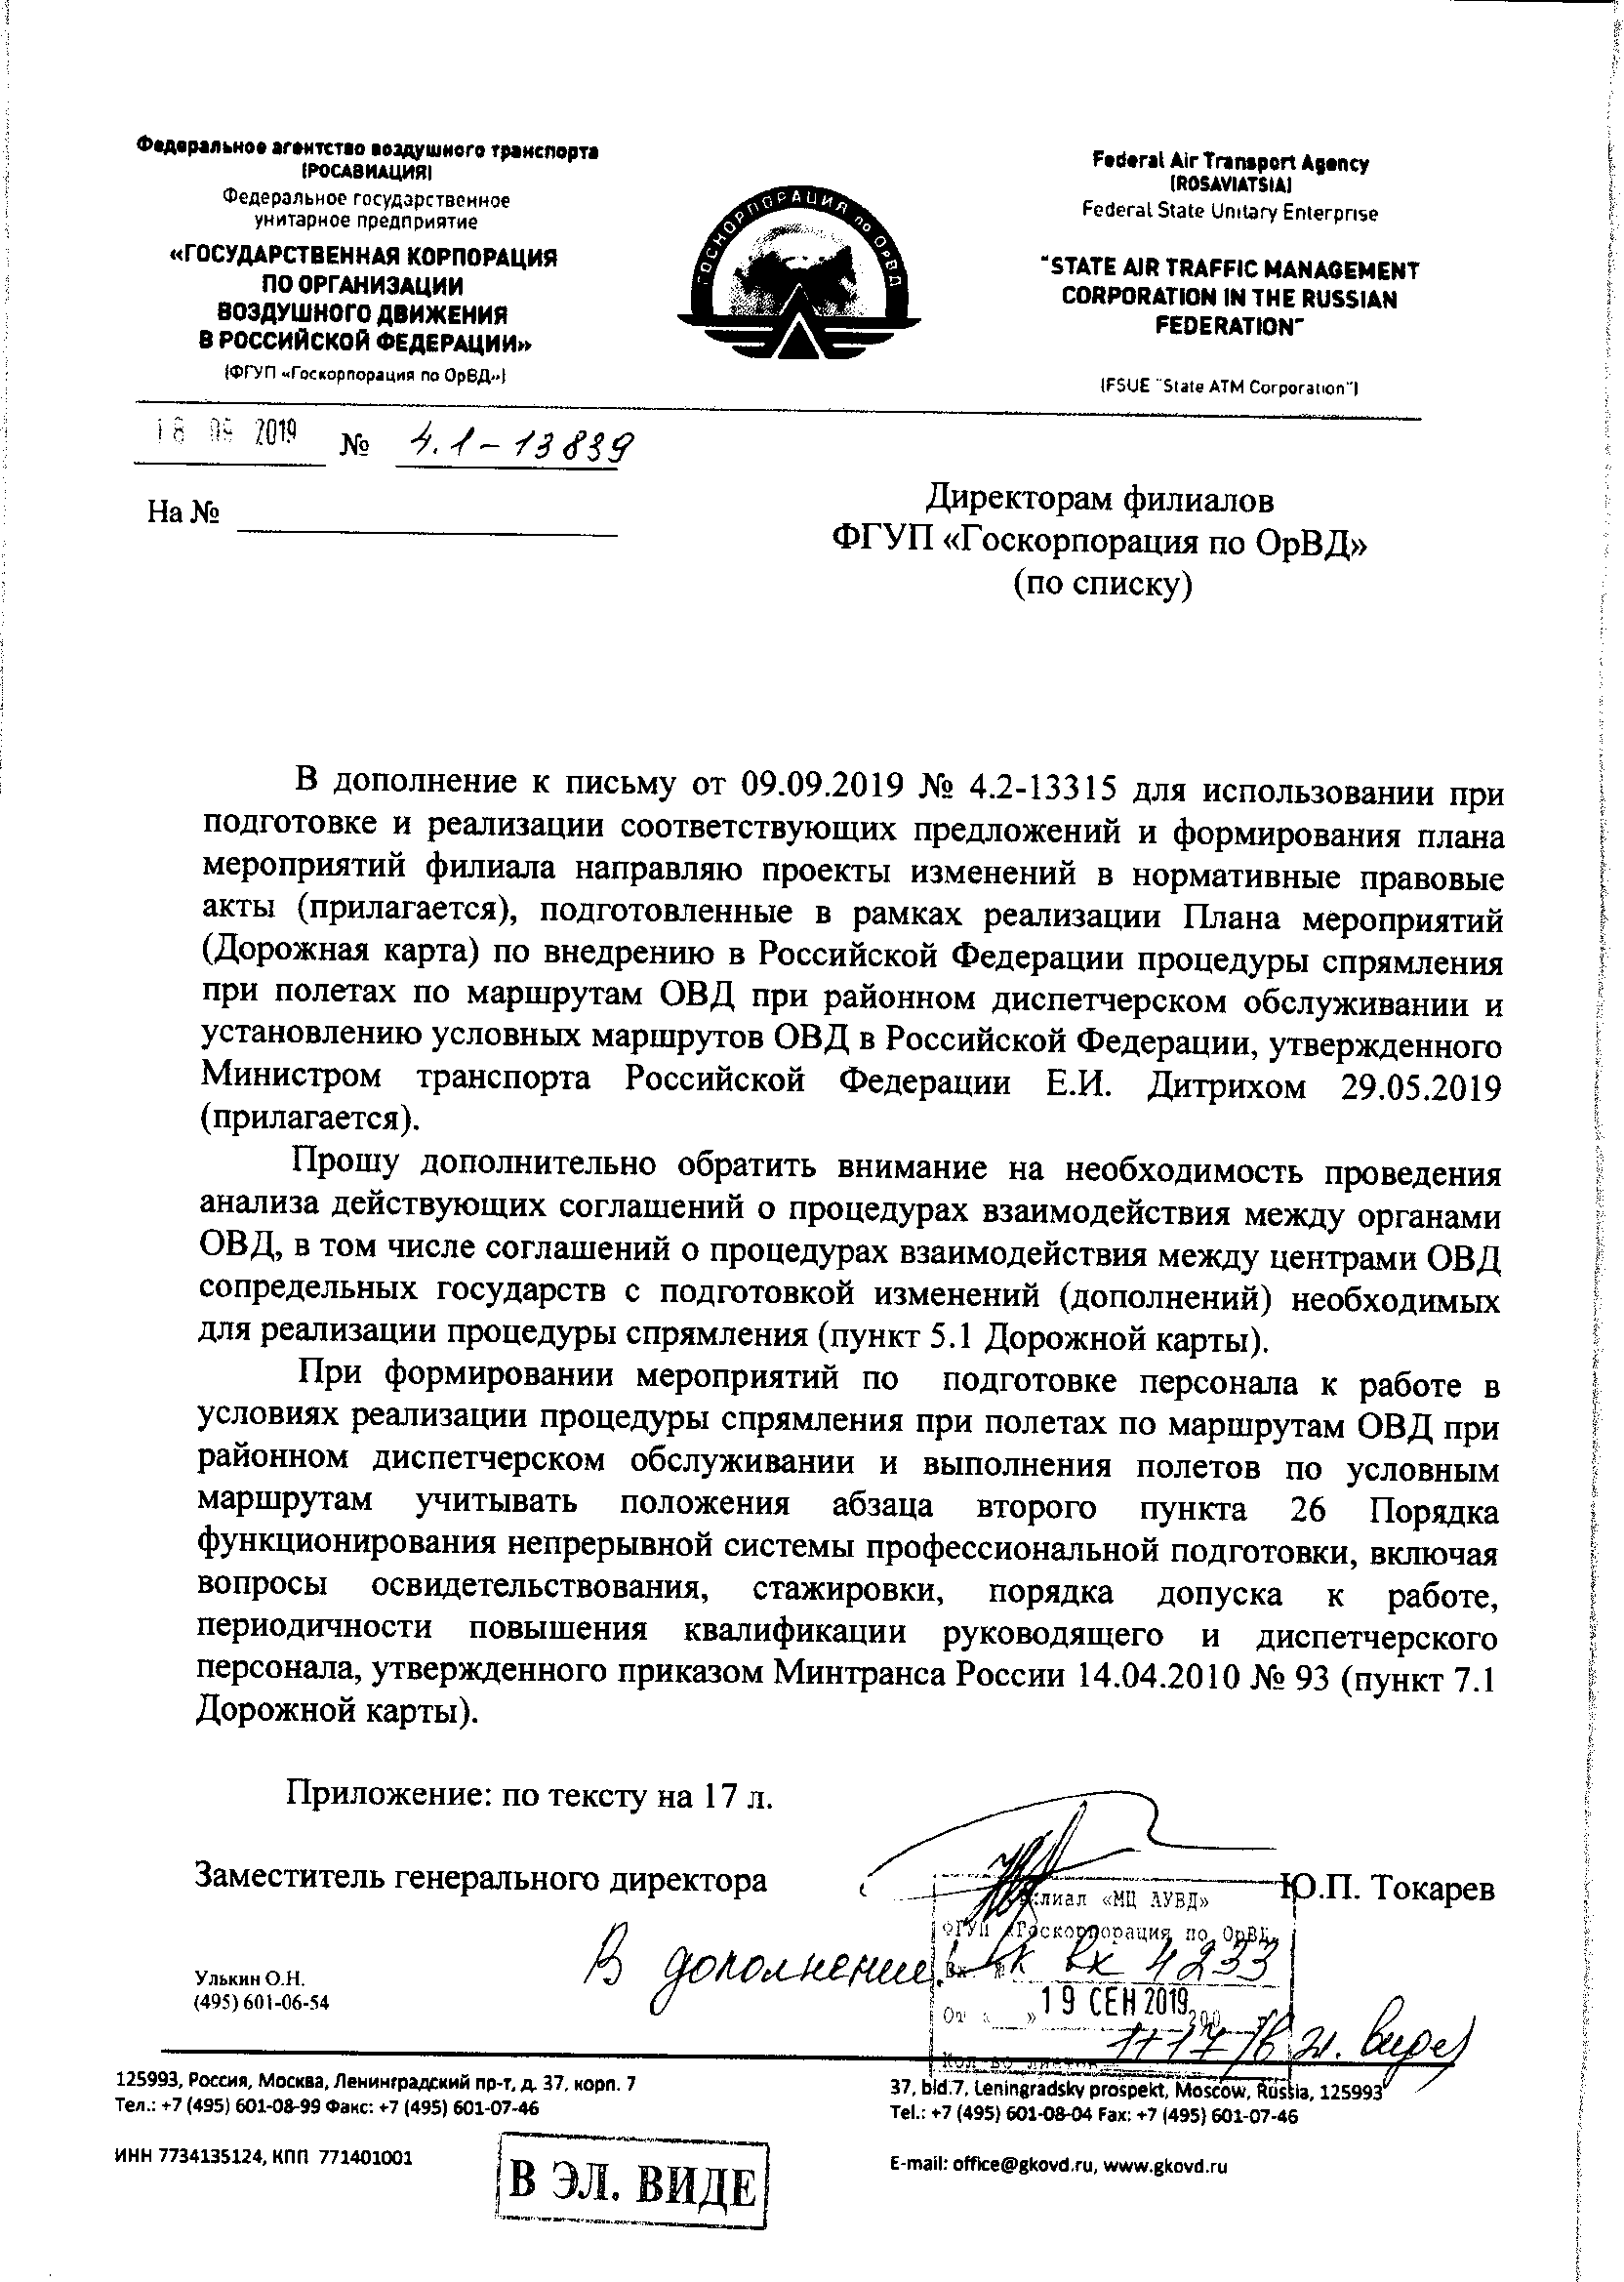 Федеральное агентство воздушного транспорта
(РОСАВИАЦИЯ)
Федеральное государственное
унитарное предприятие
«ГОСУДАРСТВЕННАЯ КОРПОРАЦИЯ
ПО ОРГАНИЗАЦИИ
ВОЗДУШНОГО ДВИЖЕНИЯ
В РОССИЙСКОЙ ФЕДЕРАЦИИ»
(ФГУП «Госкорпорация по ОрВД»)
ГОСКОРПОРАЦИЯ по ОрВД
Federal Air Transport Agency
(ROSAVIATSIA)
Federal State Unitary Enterprise
"STATE AIR TRAFFIC MANAGEMENT
CORPORATION IN THE RUSSIAN
FEDERATION"
(FSUE "State ATM Corporation")
18 09 2019 № 4.1-13839
На №
Директорам филиалов
ФГУП «Госкорпорация по ОрВД»
(по списку)
В дополнение к письму от 09.09.2019 № 4.2-13315 для использовании при
подготовке и реализации соответствующих предложений и формирования плана
мероприятий филиала направляю проекты изменений в нормативные правовые
акты (прилагается), подготовленные в рамках реализации Плана мероприятий
(Дорожная карта) по внедрению в Российской Федерации процедуры спрямления
при полетах по маршрутам ОВД при районном диспетчерском обслуживании и
установлению условных маршрутов ОВД в Российской Федерации, утвержденного
Министром транспорта Российской Федерации Е.И. Дитрихом 29.05.2019
(прилагается).
Прошу дополнительно обратить внимание на необходимость проведения
анализа действующих соглашений о процедурах взаимодействия между органами
ОВД, в том числе соглашений о процедурах взаимодействия между центрами ОВД
сопредельных государств с подготовкой изменений (дополнений) необходимых
для реализации процедуры спрямления (пункт 5.1 Дорожной карты).
При формировании мероприятий по подготовке персонала к работе в
условиях реализации процедуры спрямления при полетах по маршрутам ОВД при
районном диспетчерском обслуживании и выполнения полетов по условным
маршрутам учитывать положения абзаца второго пункта 26 Порядка
функционирования непрерывной системы профессиональной подготовки, включая
вопросы освидетельствования, стажировки, порядка допуска к работе,
периодичности повышения квалификации руководящего и диспетчерского
персонала, утвержденного приказом Минтранса России 14.04.2010 № 93 (пункт 7.1
Дорожной карты).
Приложение: по тексту на 17 л.
Заместитель генерального директора
Ю.П. Токарев
Филиал «МЦ АУВД»
ФГУП «Госкорпорация по ОрВД»
В дополнение к вх 4233
Вх. №
От « » 19 СЕН 2019 200 г.
1+17 /в эл. виде/
Кол-во листов
Улькин О.Н.
(495) 601-06-54
125993, Россия, Москва, Ленинградский пр-т, д. 37, корп. 7
Тел.: +7 (495) 601-08-99 Факс: +7 (495) 601-07-46
ИНН 7734135124, КПП 771401001
37, bld.7, Leningradsky prospekt, Moscow, Russia, 125993
Tel.: +7 (495) 601-08-04 Fax: +7 (495) 601-07-46
E-mail: office@gkovd.ru, www.gkovd.ru
В ЭЛ. ВИДЕ